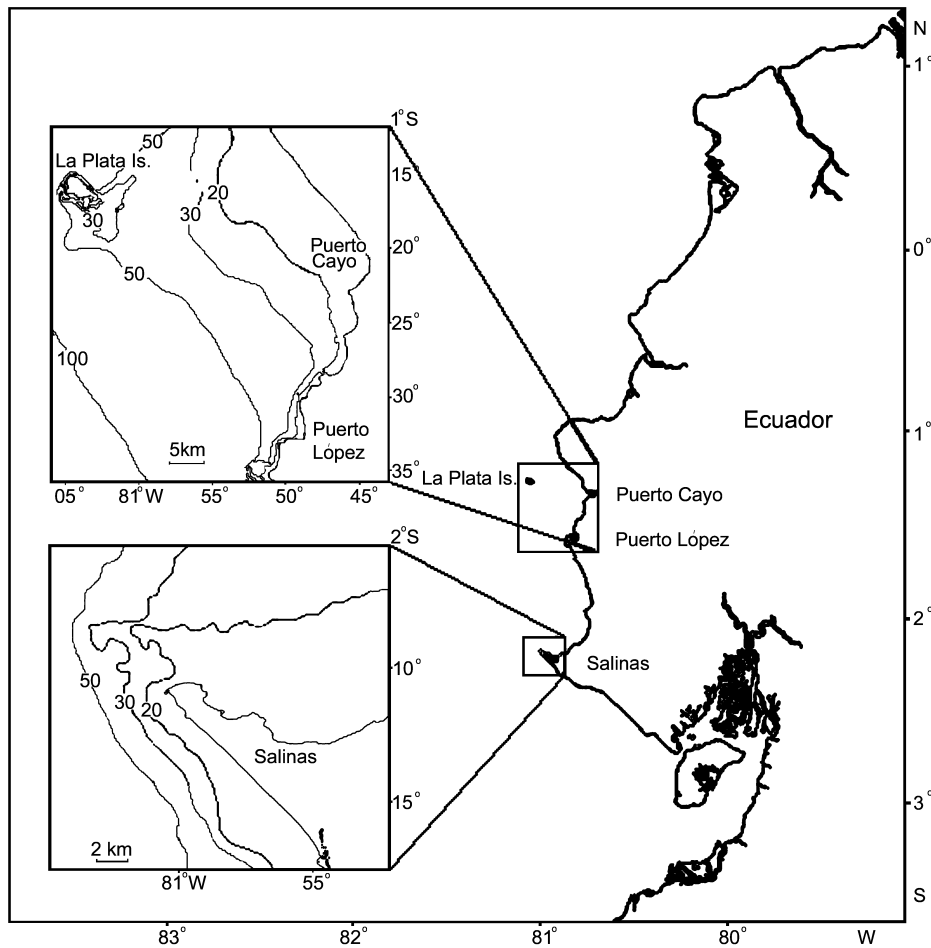 N
1°
0°
1°
2°
3°
S
83°
82°
81°
80°
W
Ecuador
La Plata Is.
Puerto Cayo
Puerto López
Salinas
1°S
15°
20°
25°
30°
35°
50
La Plata Is.
20
30
30
Puerto
Cayo
50
100
Puerto
López
5km
05°
81°W
55°
50°
45°
2°S
10°
15°
50
30
20
Salinas
2 km
81°W
55°